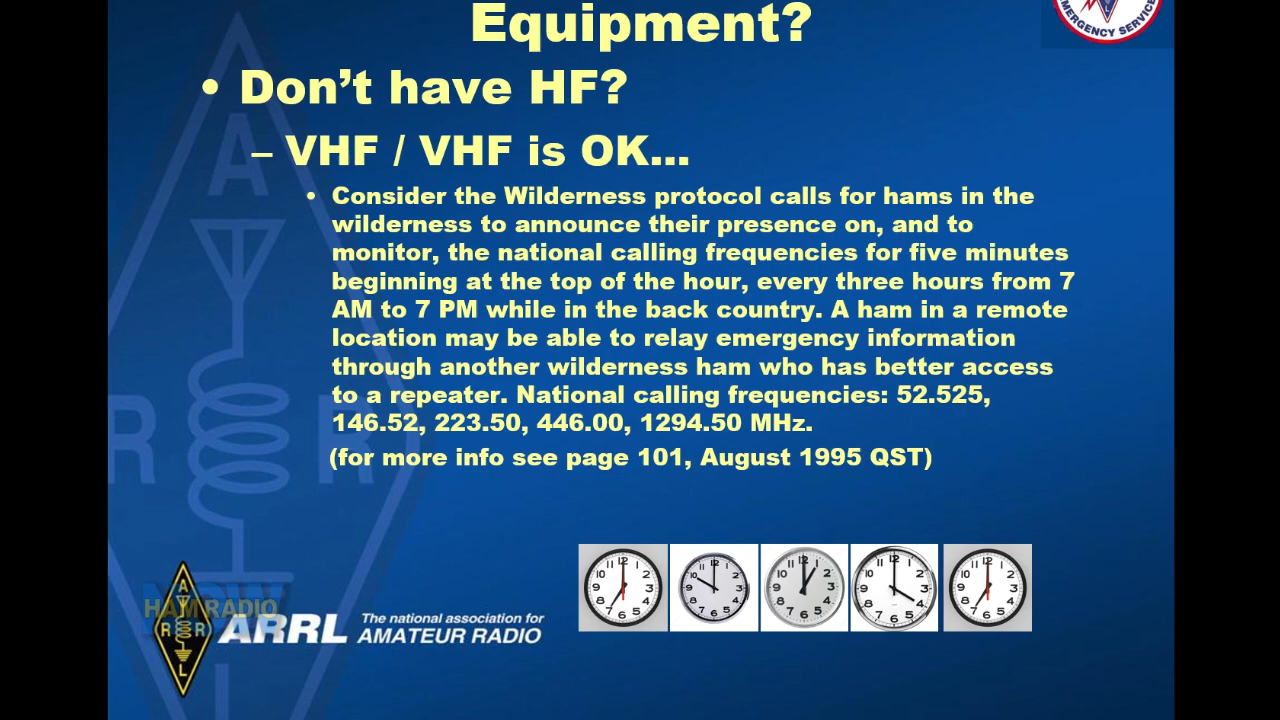 Equipment?
EMERGENCY SERVICE
• Don’t have HF?
– VHF / VHF is OK…
• Consider the Wilderness protocol calls for hams in the
wilderness to announce their presence on, and to
monitor, the national calling frequencies for five minutes
beginning at the top of the hour, every three hours from 7
AM to 7 PM while in the back country. A ham in a remote
location may be able to relay emergency information
through another wilderness ham who has better access
to a repeater. National calling frequencies: 52.525,
146.52, 223.50, 446.00, 1294.50 MHz.
(for more info see page 101, August 1995 QST)
HAM RADIO
NOW
A
R R
L
ARRL
The national association for
AMATEUR RADIO